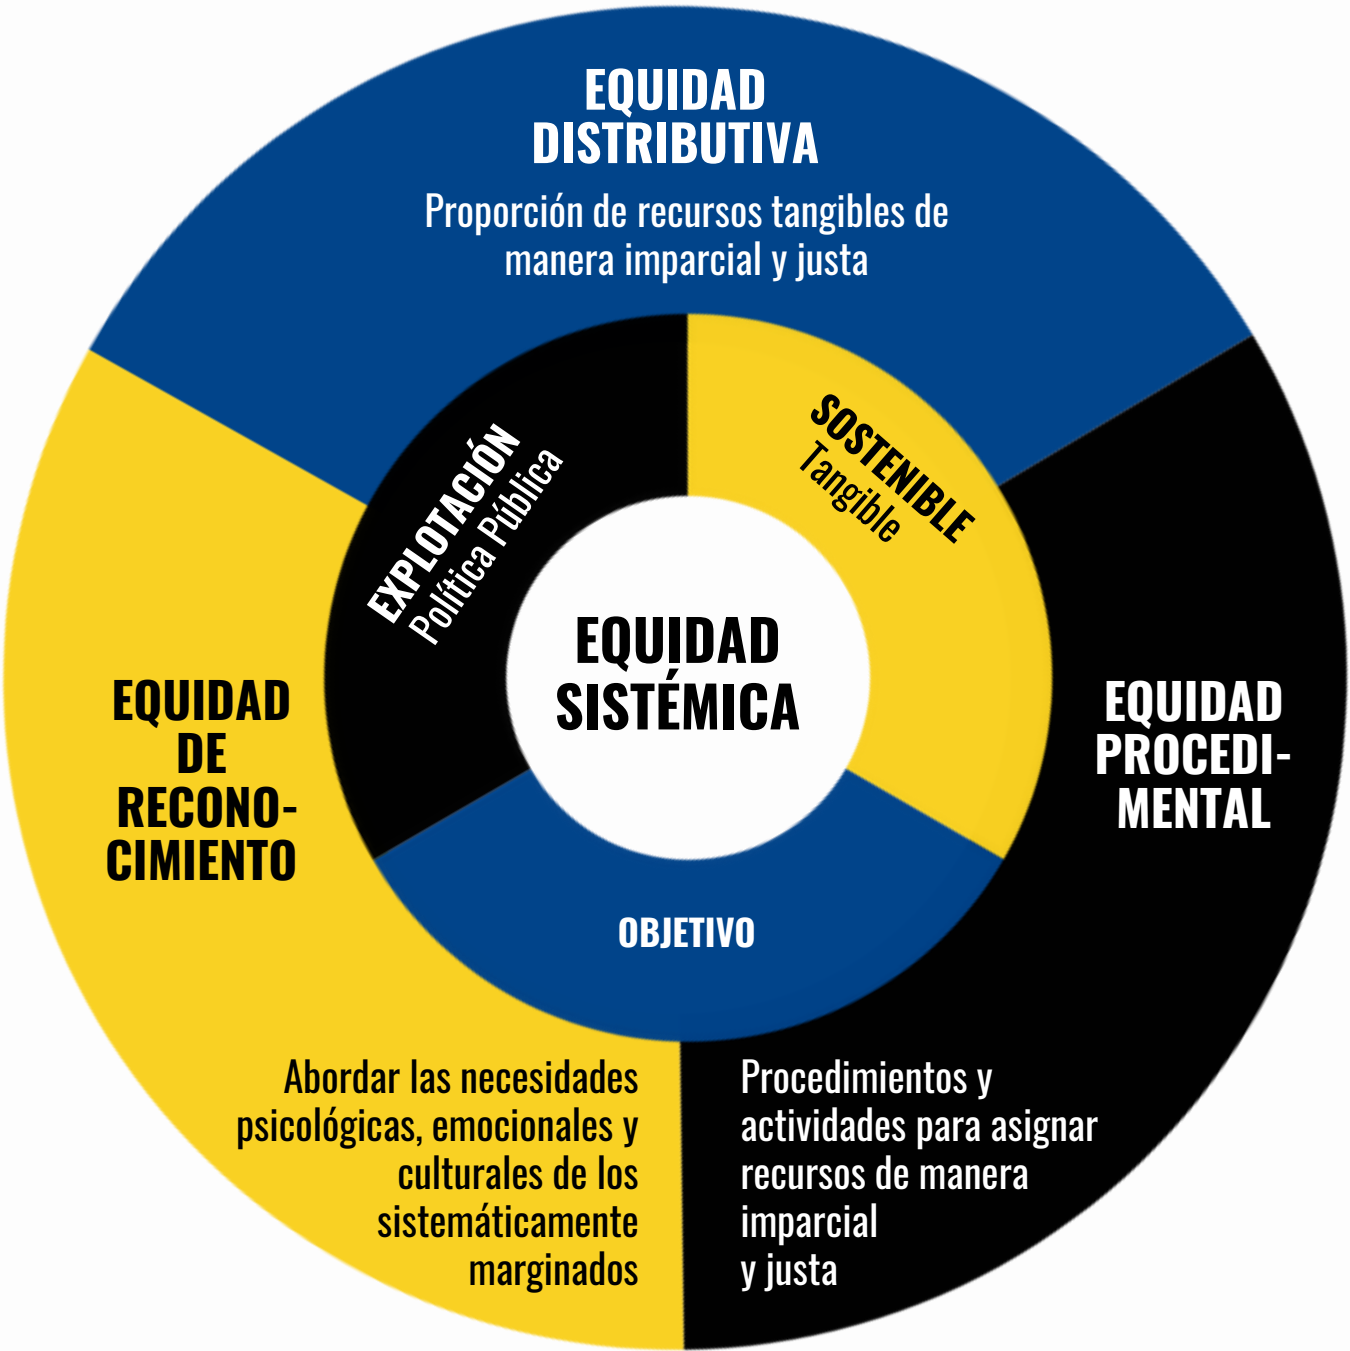 EQUIDAD
DISTRIBUTIVA
Proporción de recursos tangibles de
manera imparcial y justa
EXPLOTACIÓN
Política Pública
SOSTENIBLE
Tangible
EQUIDAD
SISTÉMICA
OBJETIVO
EQUIDAD
DE
RECONO-
CIMIENTO
Abordar las necesidades
psicológicas, emocionales y
culturales de los
sistemáticamente
marginados
EQUIDAD
PROCEDI-
MENTAL
Procedimientos y
actividades para asignar
recursos de manera
imparcial
y justa